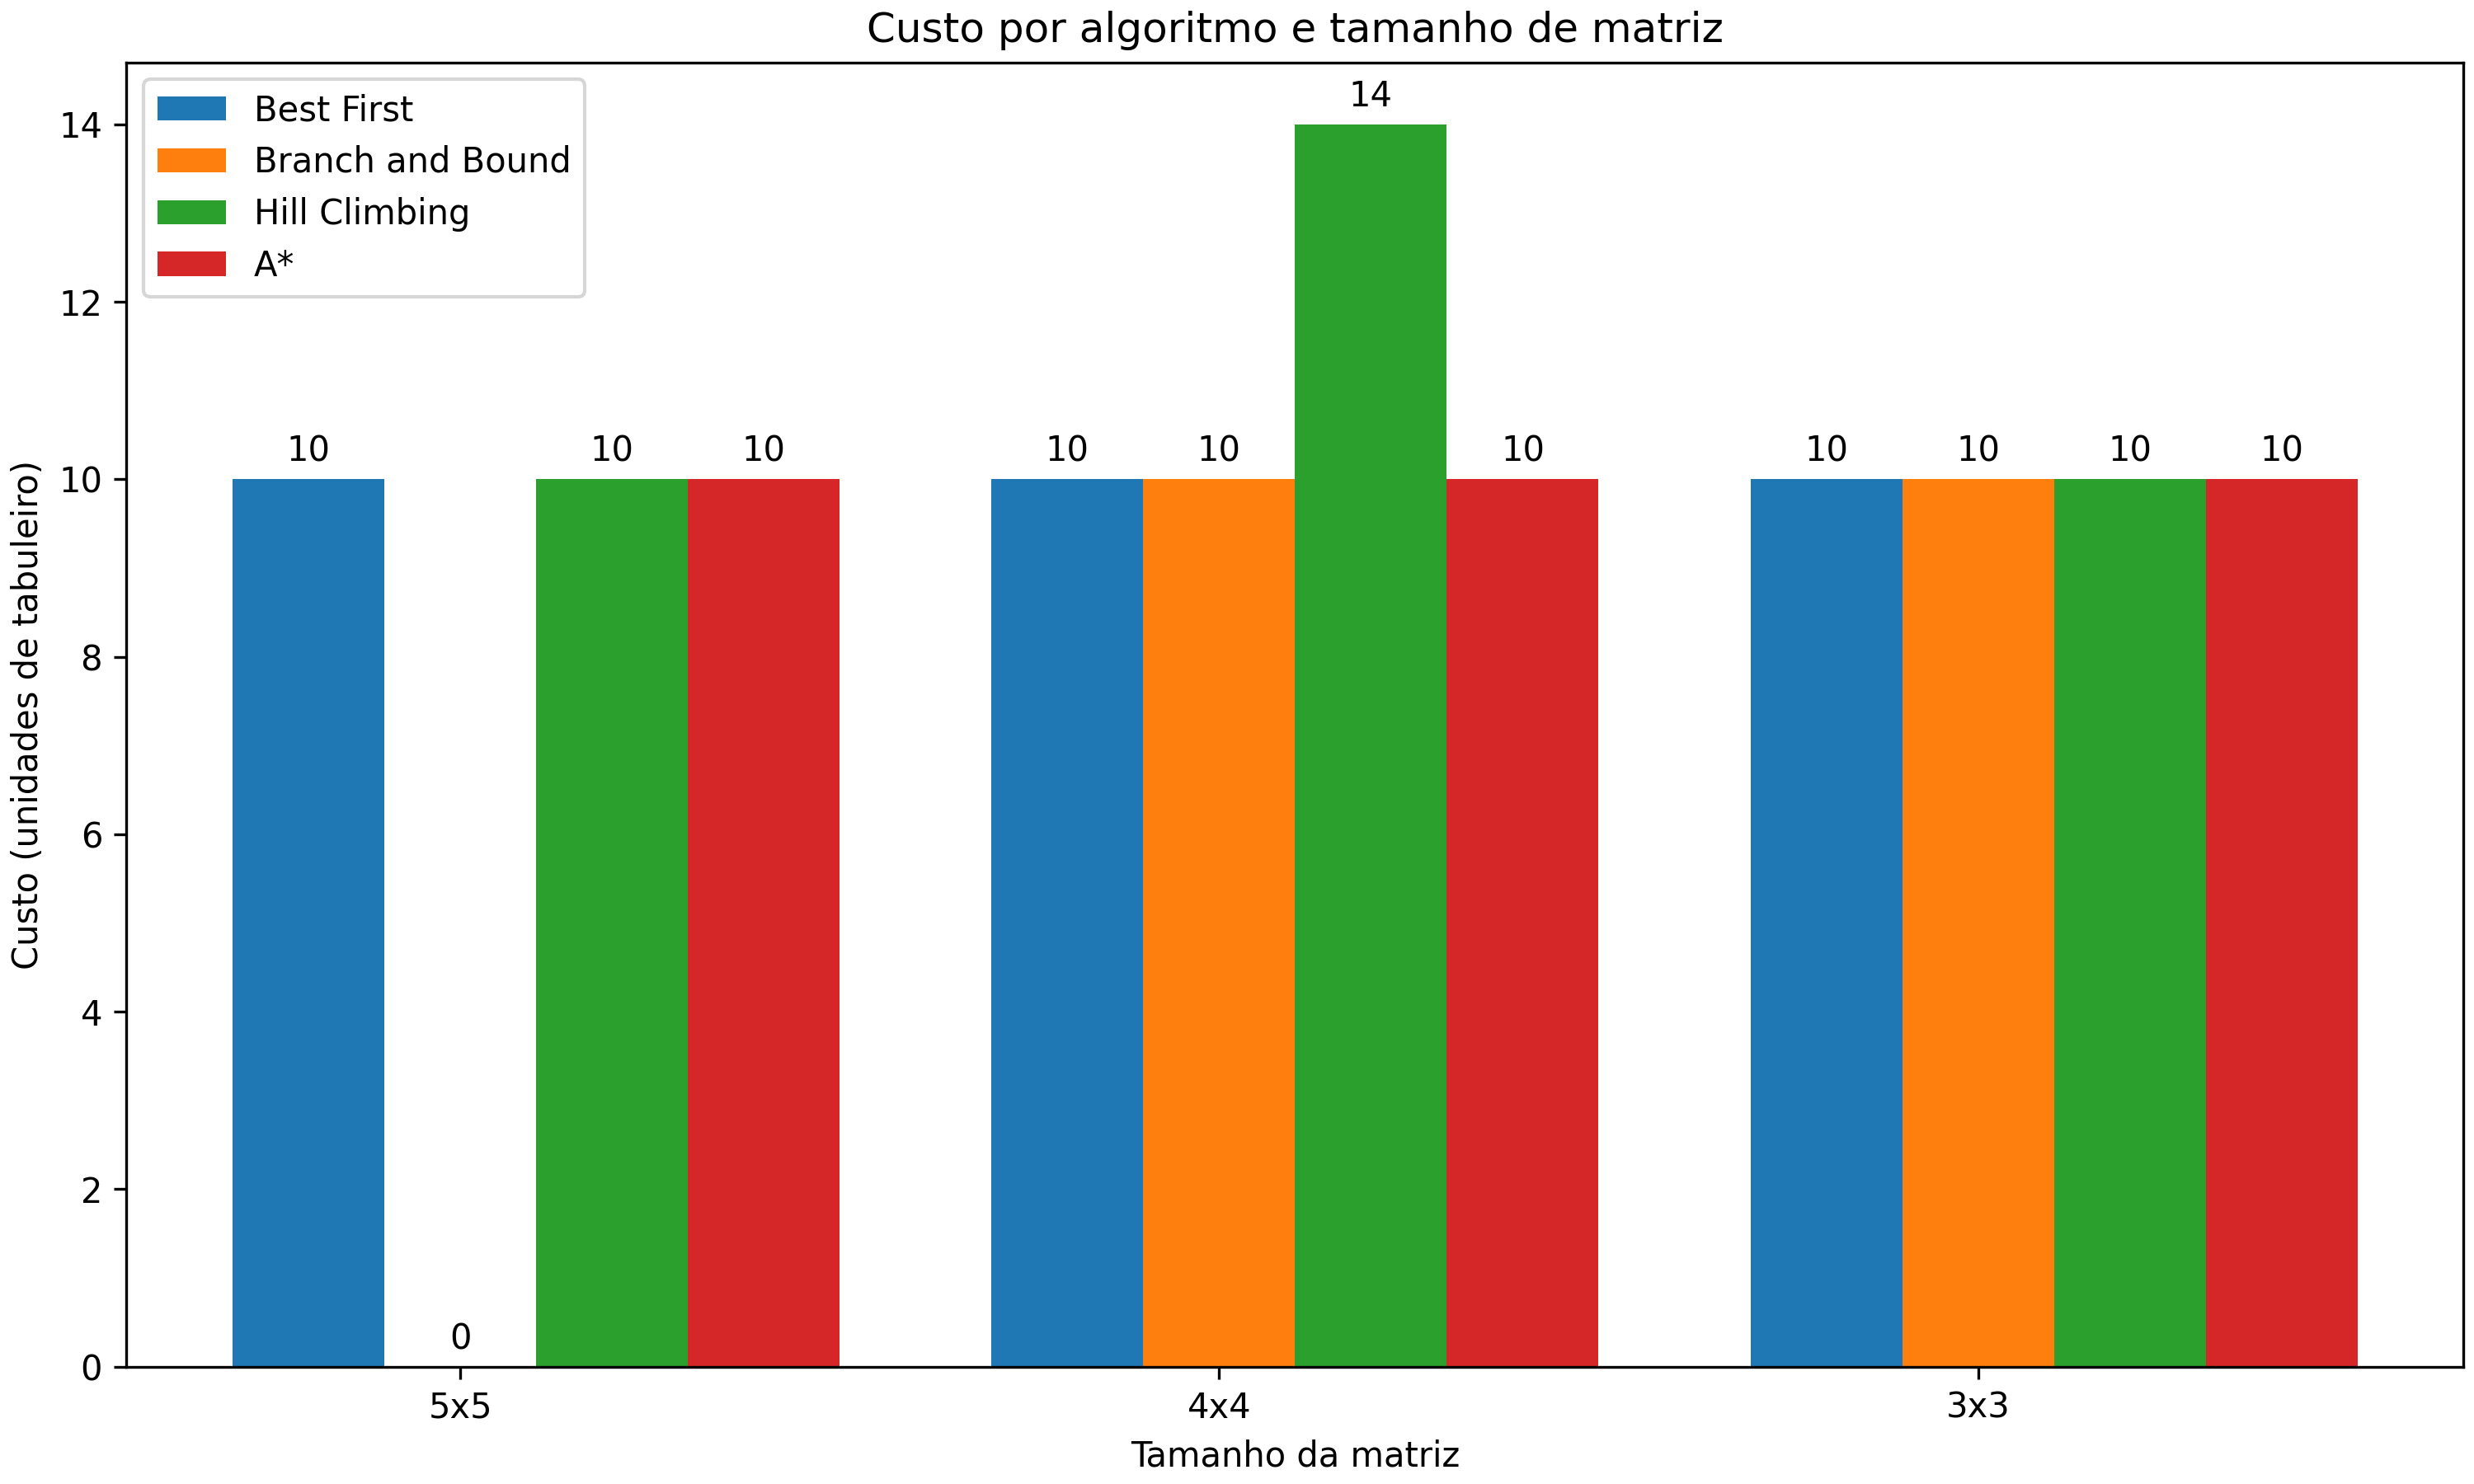 Custo por algoritmo e tamanho de matriz
Best First
Branch and Bound
Hill Climbing
A*
14
12
10
8
6
4
2
0
Custo (unidades de tabuleiro)
10
0
10
10
10
10
14
10
10
10
10
10
5x5
4x4
3x3
Tamanho da matriz